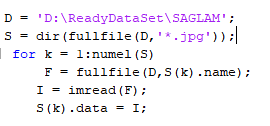 D = 'D:\ReadyDataSet\SAGLAM';
S = dir(fullfile(D,'*.jpg'));
for k = 1:numel(S)
F = fullfile(D,S(k).name);
I = imread(F);
S(k).data = I;